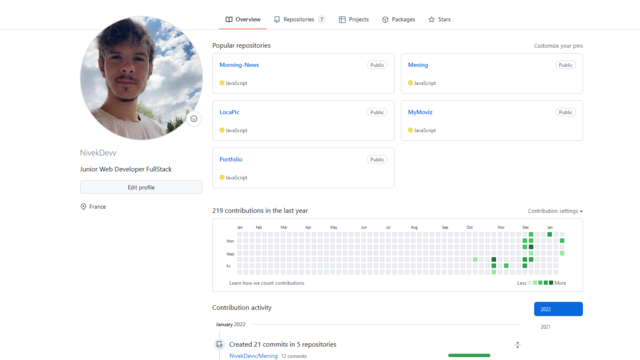 Overview Repositories 7 Projects Packages Stars
Popular repositories Customize your pins
Morning-News Public
JavaScript
Mening Public
JavaScript
LocaPic Public
JavaScript
MyMoviz Public
JavaScript
Portfolio Public
JavaScript
NivekDevv
Junior Web Developer FullStack
Edit profile
France
219 contributions in the last year Contribution settings
Jan Feb Mar Apr May Jun Jul Aug Sep Oct Nov Dec Jan
Mon
Wed
Fri
Learn how we count contributions Less More
Contribution activity
2022
2021
January 2022
Created 21 commits in 5 repositories
NivekDevv/Mening 12 commits